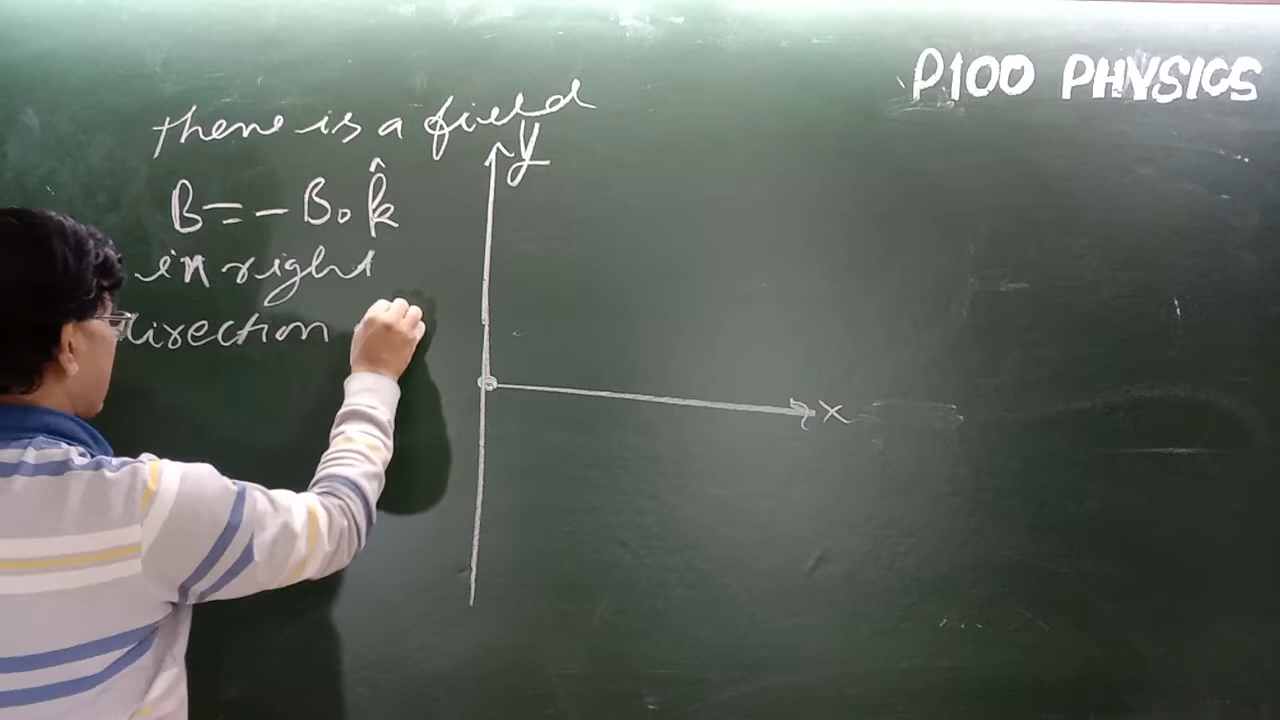 P100 PHYSICS
there is a field
B = - B₀ k̂
in right
direction
y
x